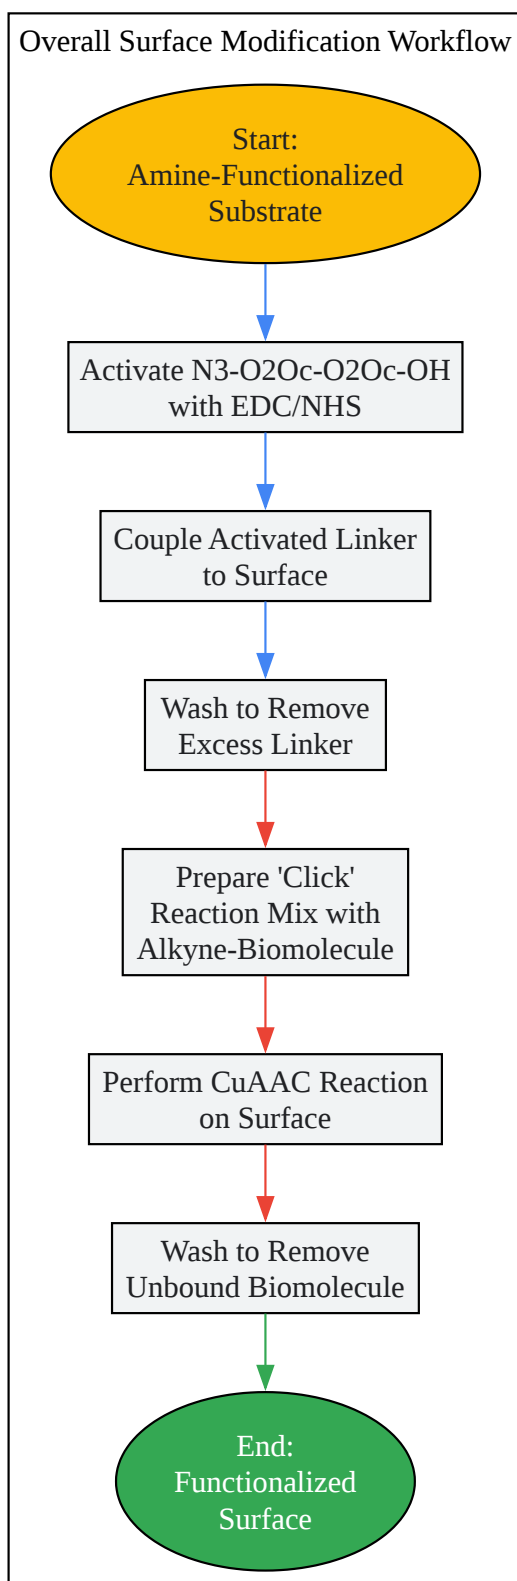 Overall Surface Modification Workflow
Start:
Amine-Functionalized
Substrate
Activate N3-O2Oc-O2Oc-OH
with EDC/NHS
Couple Activated Linker
to Surface
Wash to Remove
Excess Linker
Prepare 'Click'
Reaction Mix with
Alkyne-Biomolecule
Perform CuAAC Reaction
on Surface
Wash to Remove
Unbound Biomolecule
End:
Functionalized
Surface